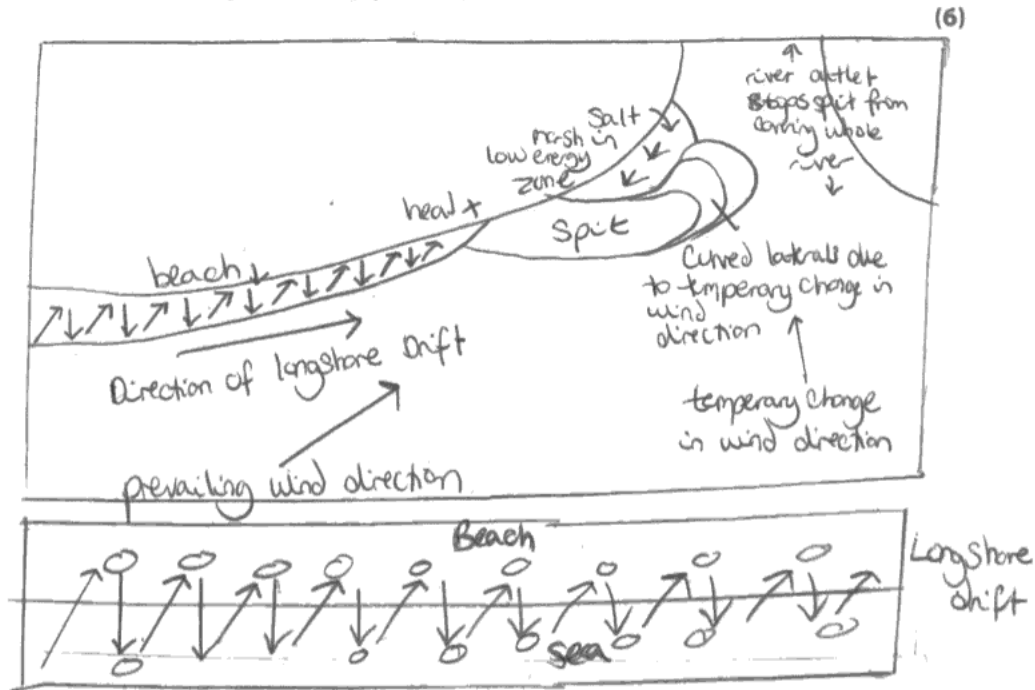 (6)
river outlet
stops spit from
coming whole
river
Salt
marsh in
low energy
zone
head
Spit
beach
Curved laterals due
to temperary change in
wind
direction
Direction of longshore Drift
temperary change
in wind direction
prevailing wind direction
Beach
Longshore
drift
sea